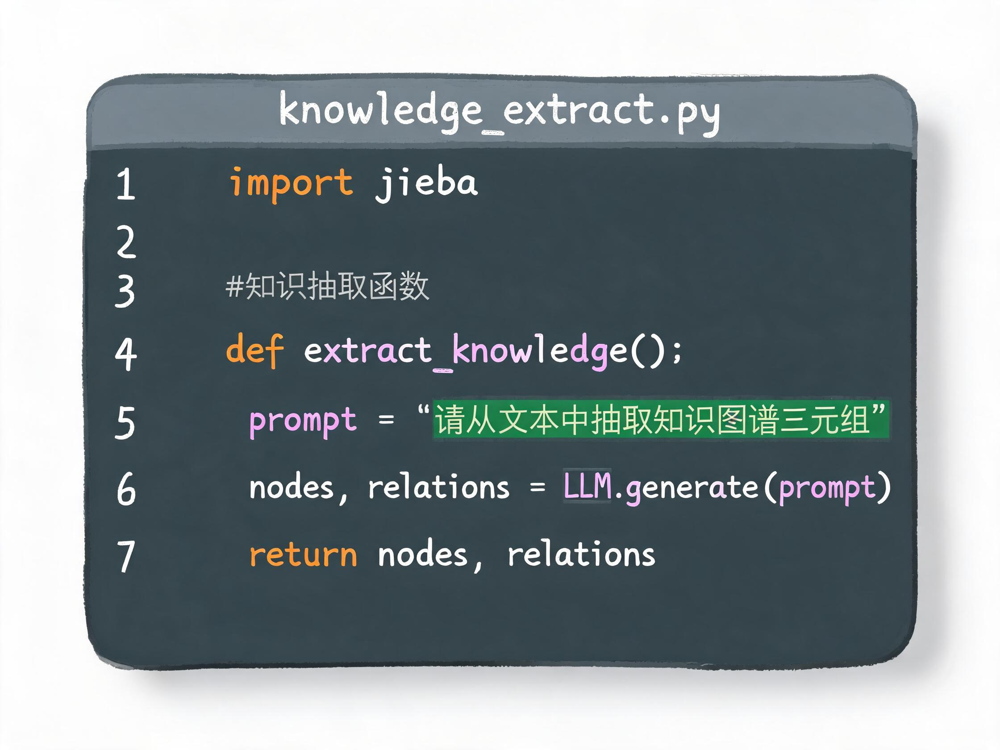 knowledge_extract.py
1 import jieba
2
3 #知识抽取函数
4 def extract_knowledge();
5 prompt = “请从文本中抽取知识图谱三元组”
6 nodes, relations = LLM.generate(prompt)
7 return nodes, relations